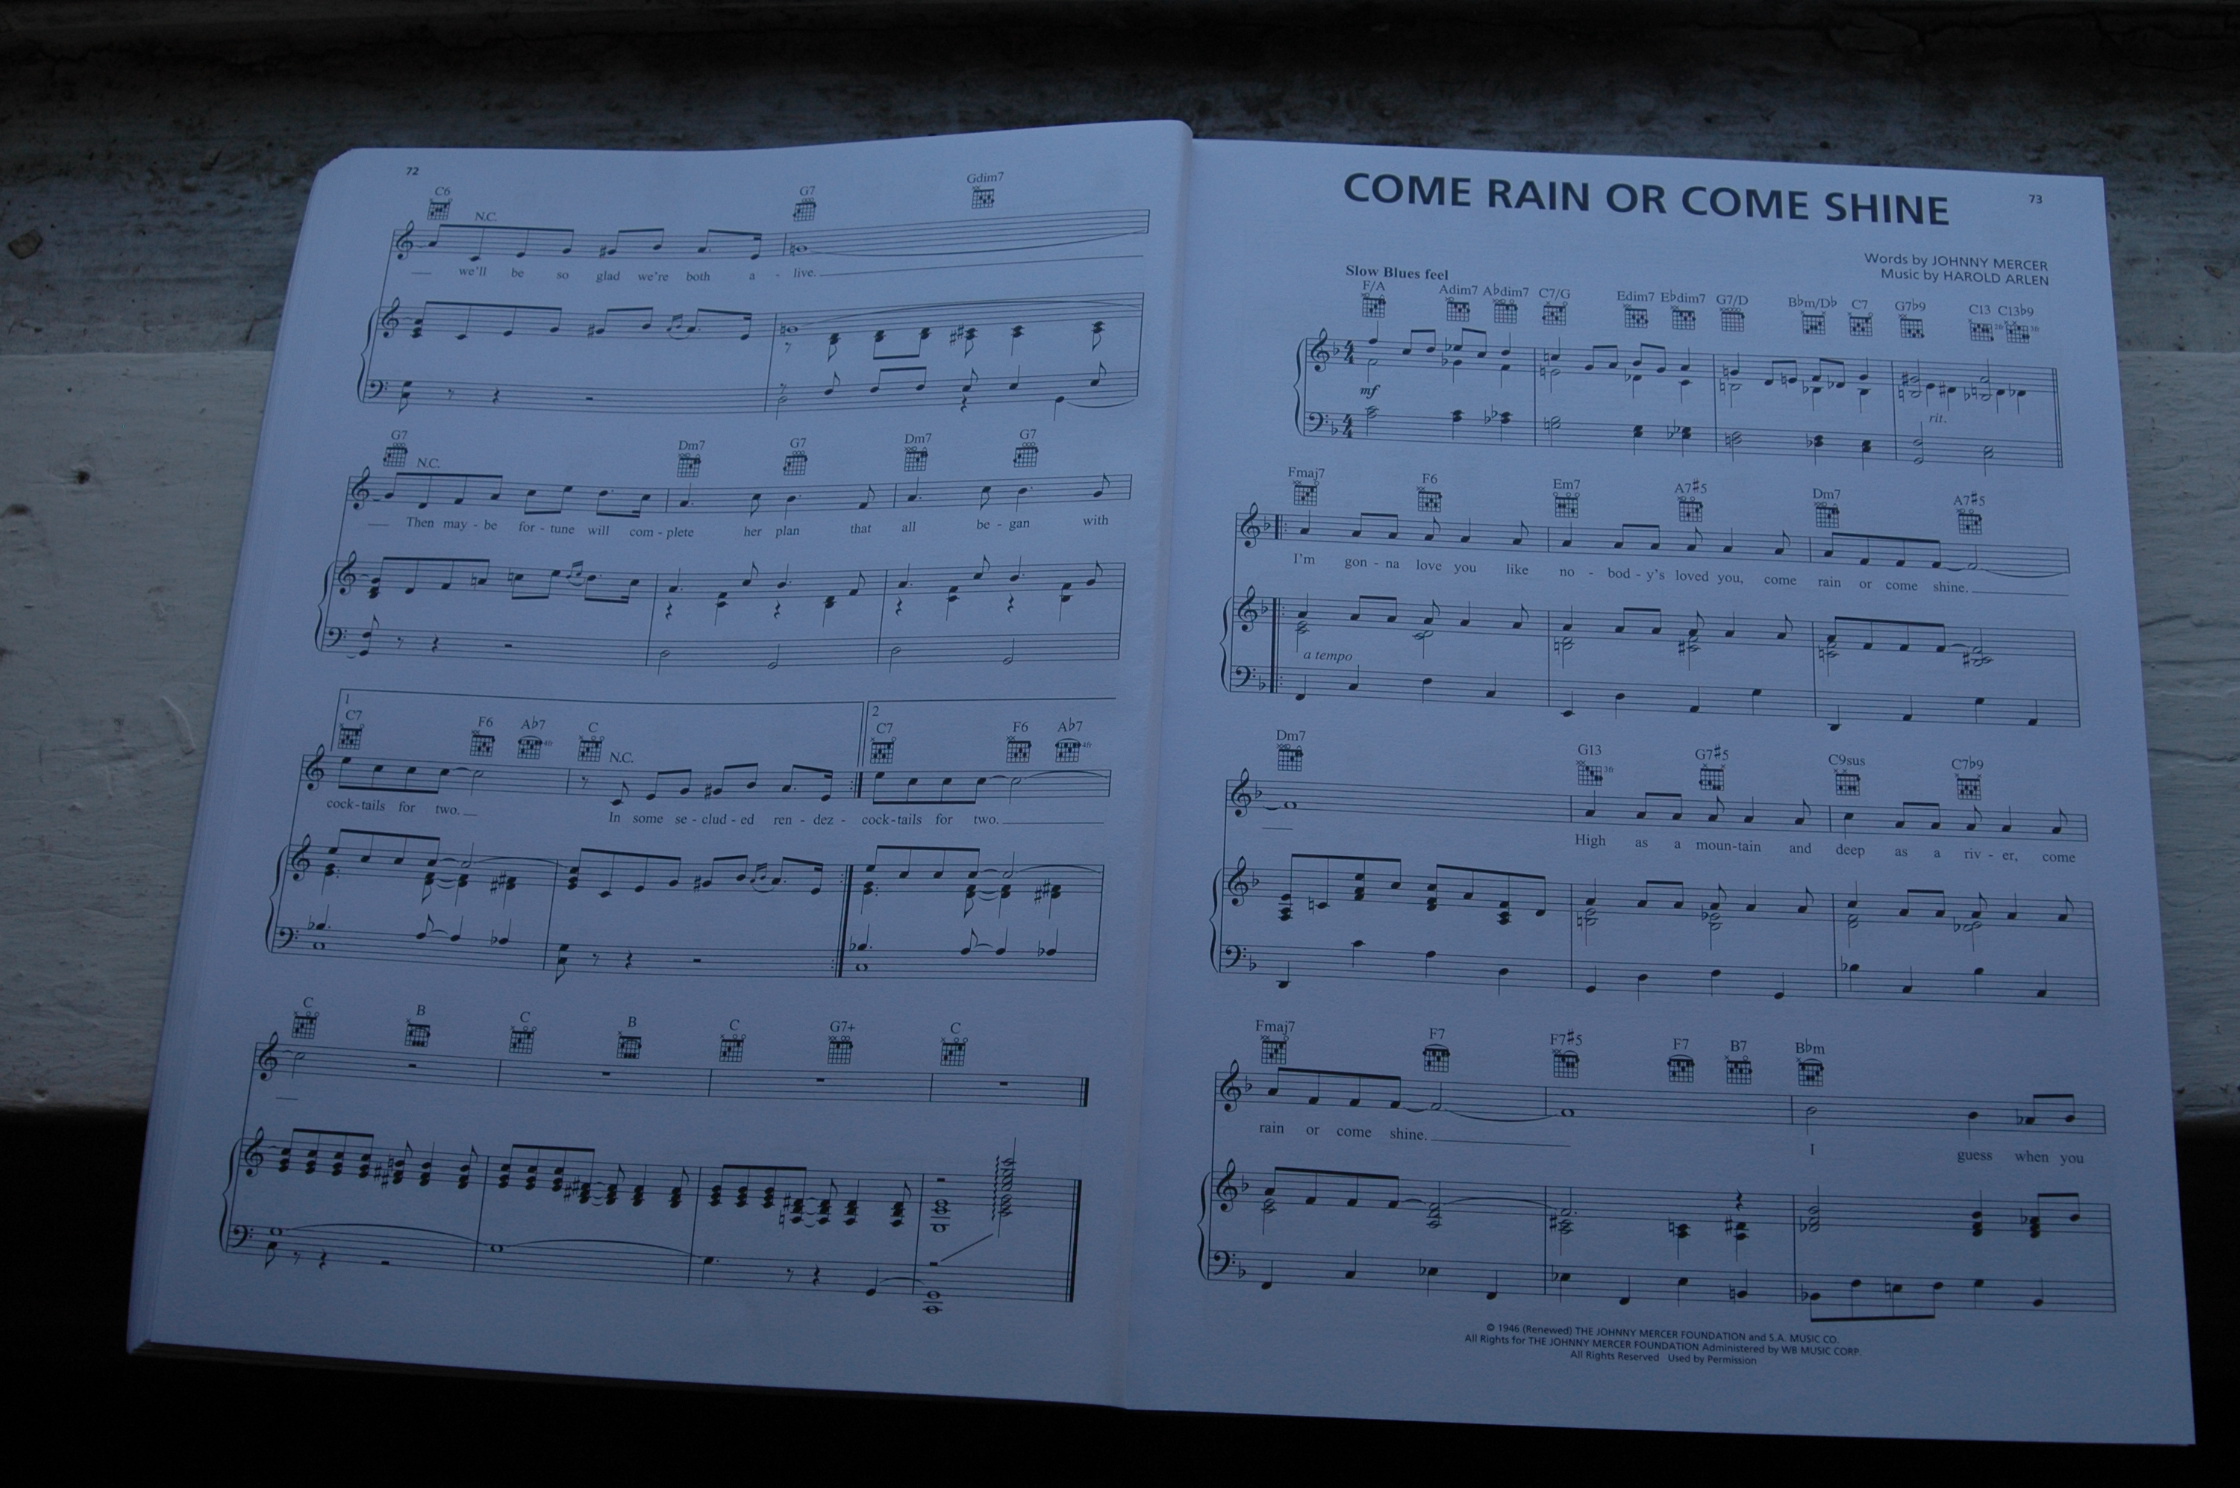 72
C6 N.C. G7 Gdim7
we'll be so glad we're both a - live.
G7 N.C. Dm7 G7 Dm7 G7
Then may - be for - tune will com - plete her plan that all be - gan with
1 2
C7 F6 A♭7 C N.C. C7 F6 A♭7
4fr 4fr
cock-tails for two. In some se - clud - ed ren - dez - cock-tails for two.
C B C B C G7+ C
COME RAIN OR COME SHINE
73
Words by JOHNNY MERCER
Music by HAROLD ARLEN
Slow Blues feel
F/A Adim7 A♭dim7 C7/G Edim7 E♭dim7 G7/D B♭m/D♭ C7 G7♭9 C13 C13♭9
mf rit.
Fmaj7 F6 Em7 A7♯5 Dm7 A7♯5
I'm gon - na love you like no - bod - y's loved you, come rain or come shine.
a tempo
Dm7 G13 G7♯5 C9sus C7♭9
High as a moun-tain and deep as a riv - er, come
Fmaj7 F7 F7♯5 F7 B7 B♭m
rain or come shine. I guess when you
© 1946 (Renewed) THE JOHNNY MERCER FOUNDATION and S.A. MUSIC CO.
All Rights for THE JOHNNY MERCER FOUNDATION Administered by WB MUSIC CORP.
All Rights Reserved Used by Permission